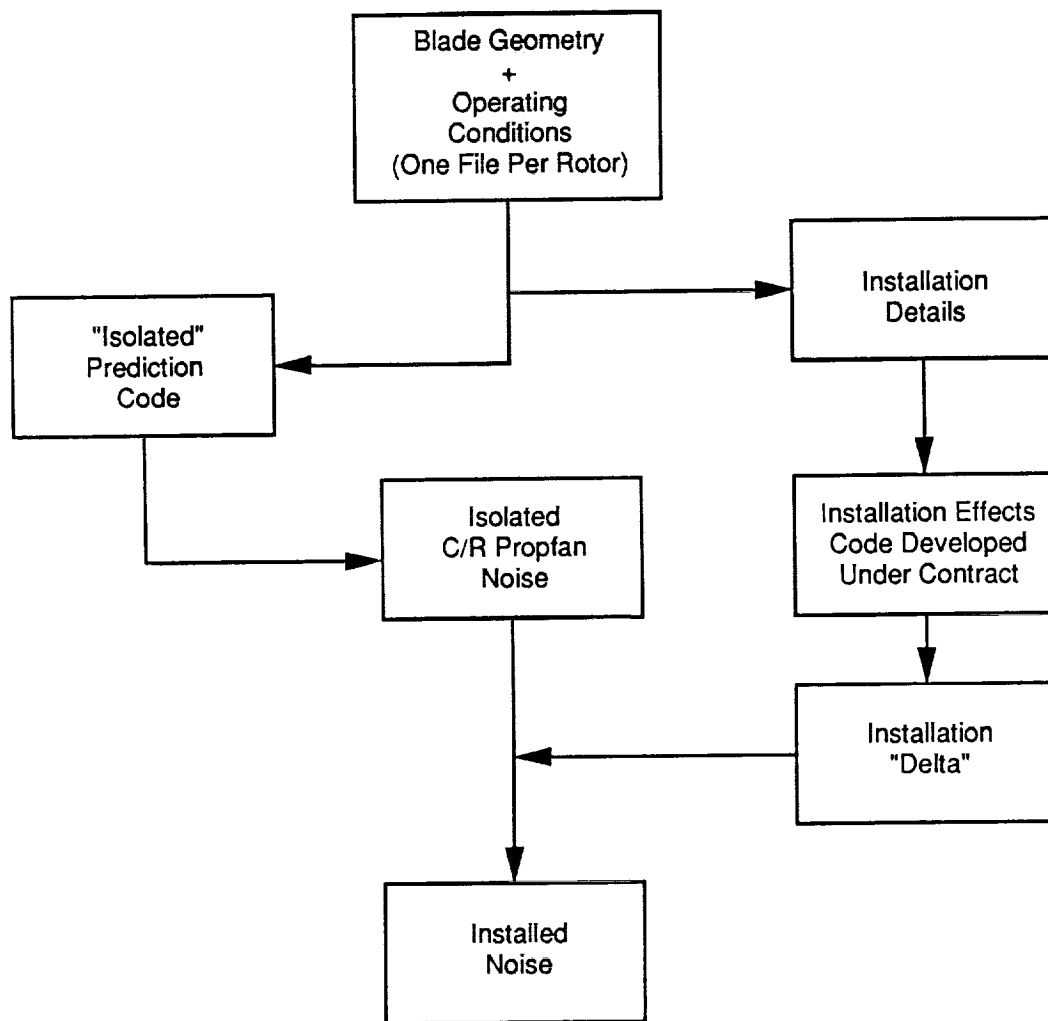 Blade Geometry
+
Operating
Conditions
(One File Per Rotor)
Installation
Details
"Isolated"
Prediction
Code
Isolated
C/R Propfan
Noise
Installation Effects
Code Developed
Under Contract
Installation
"Delta"
Installed
Noise